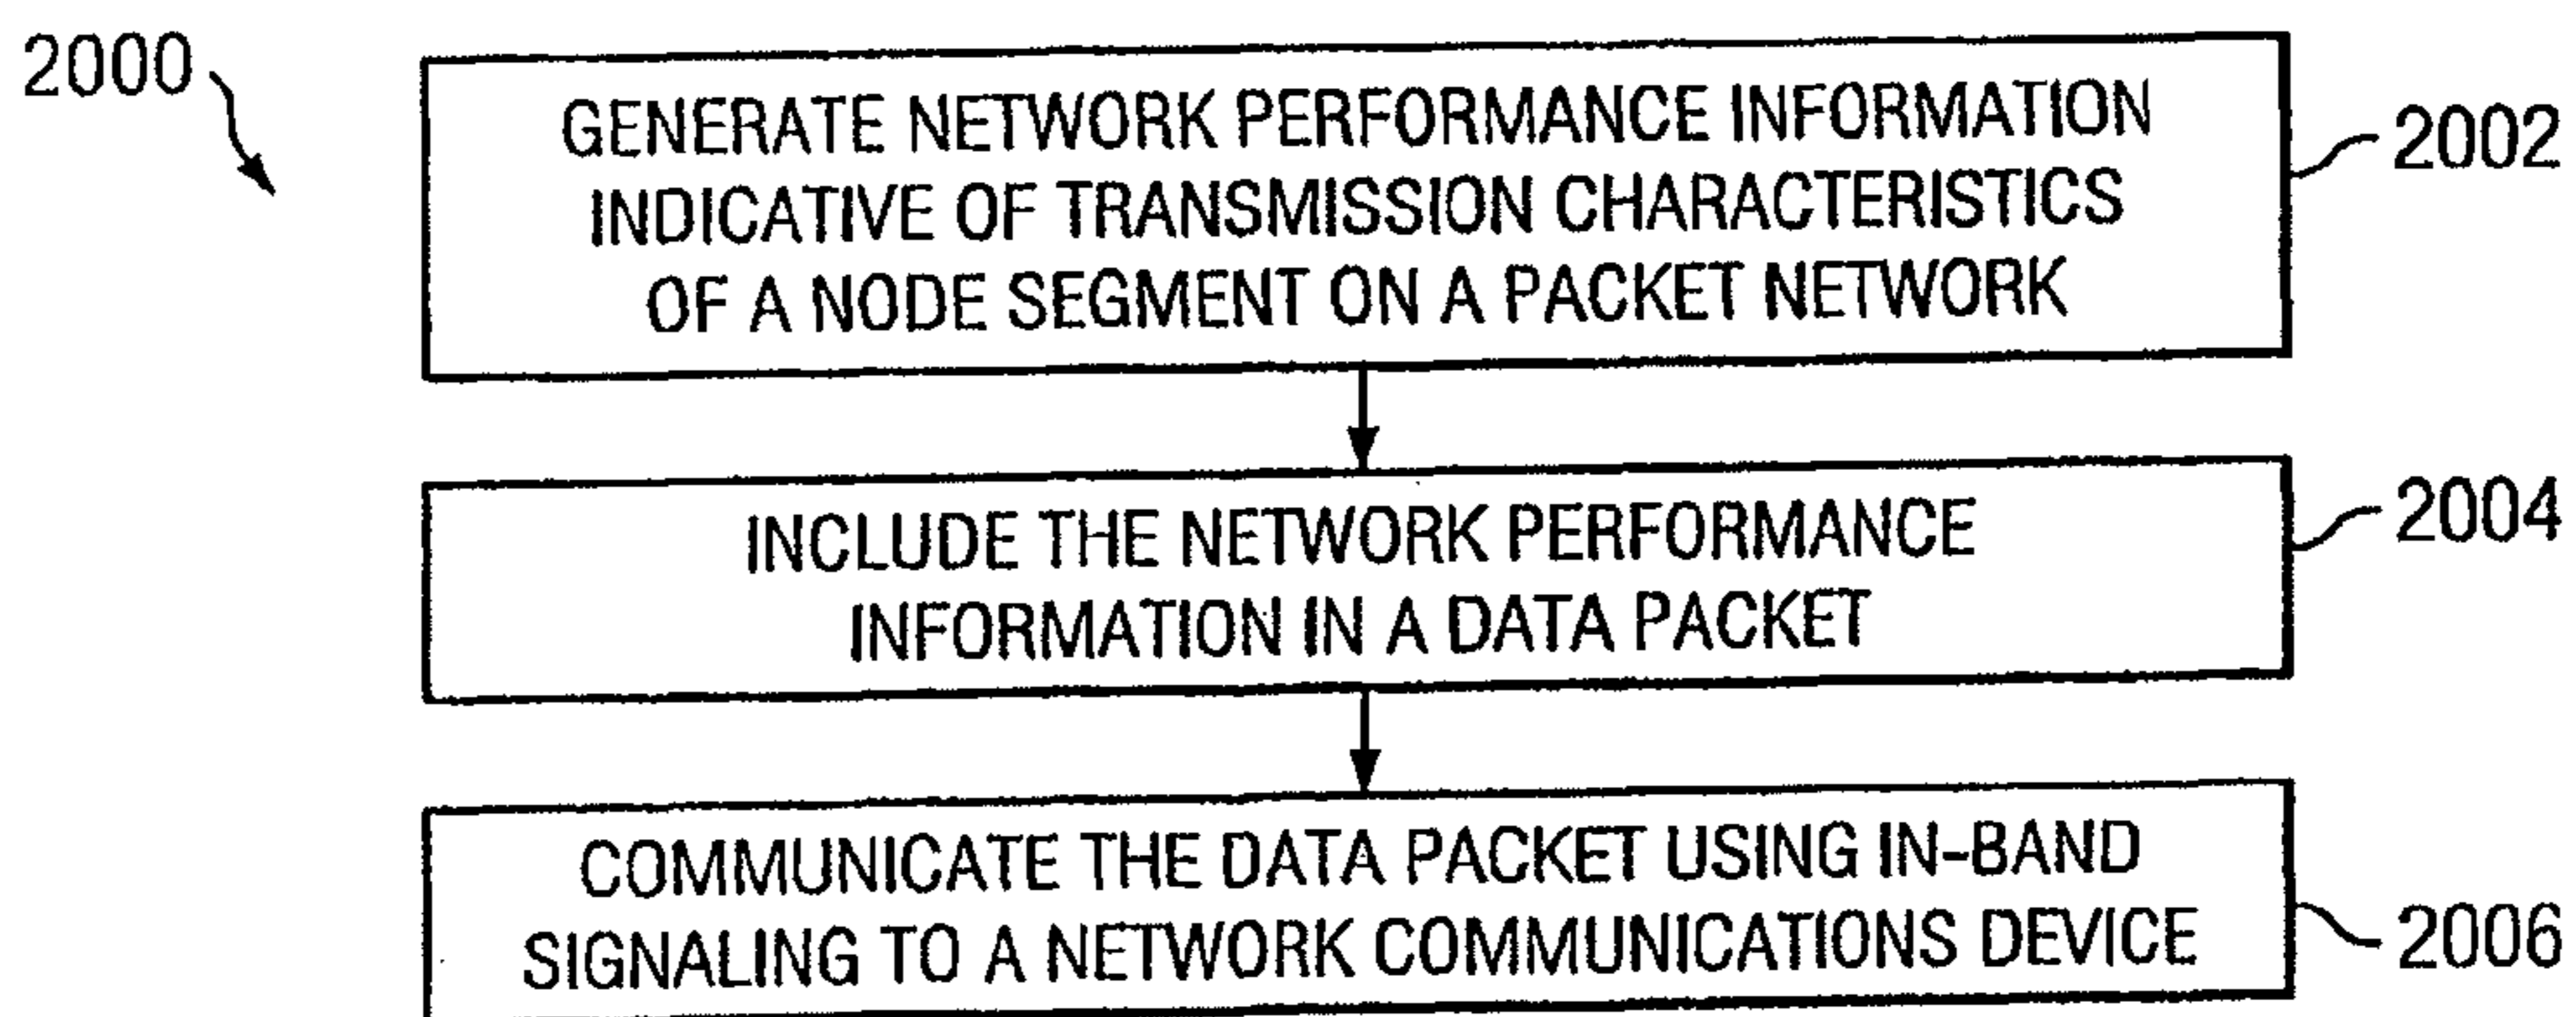 2000
GENERATE NETWORK PERFORMANCE INFORMATION
INDICATIVE OF TRANSMISSION CHARACTERISTICS
OF A NODE SEGMENT ON A PACKET NETWORK
2002
INCLUDE THE NETWORK PERFORMANCE
INFORMATION IN A DATA PACKET
2004
COMMUNICATE THE DATA PACKET USING IN-BAND
SIGNALING TO A NETWORK COMMUNICATIONS DEVICE
2006